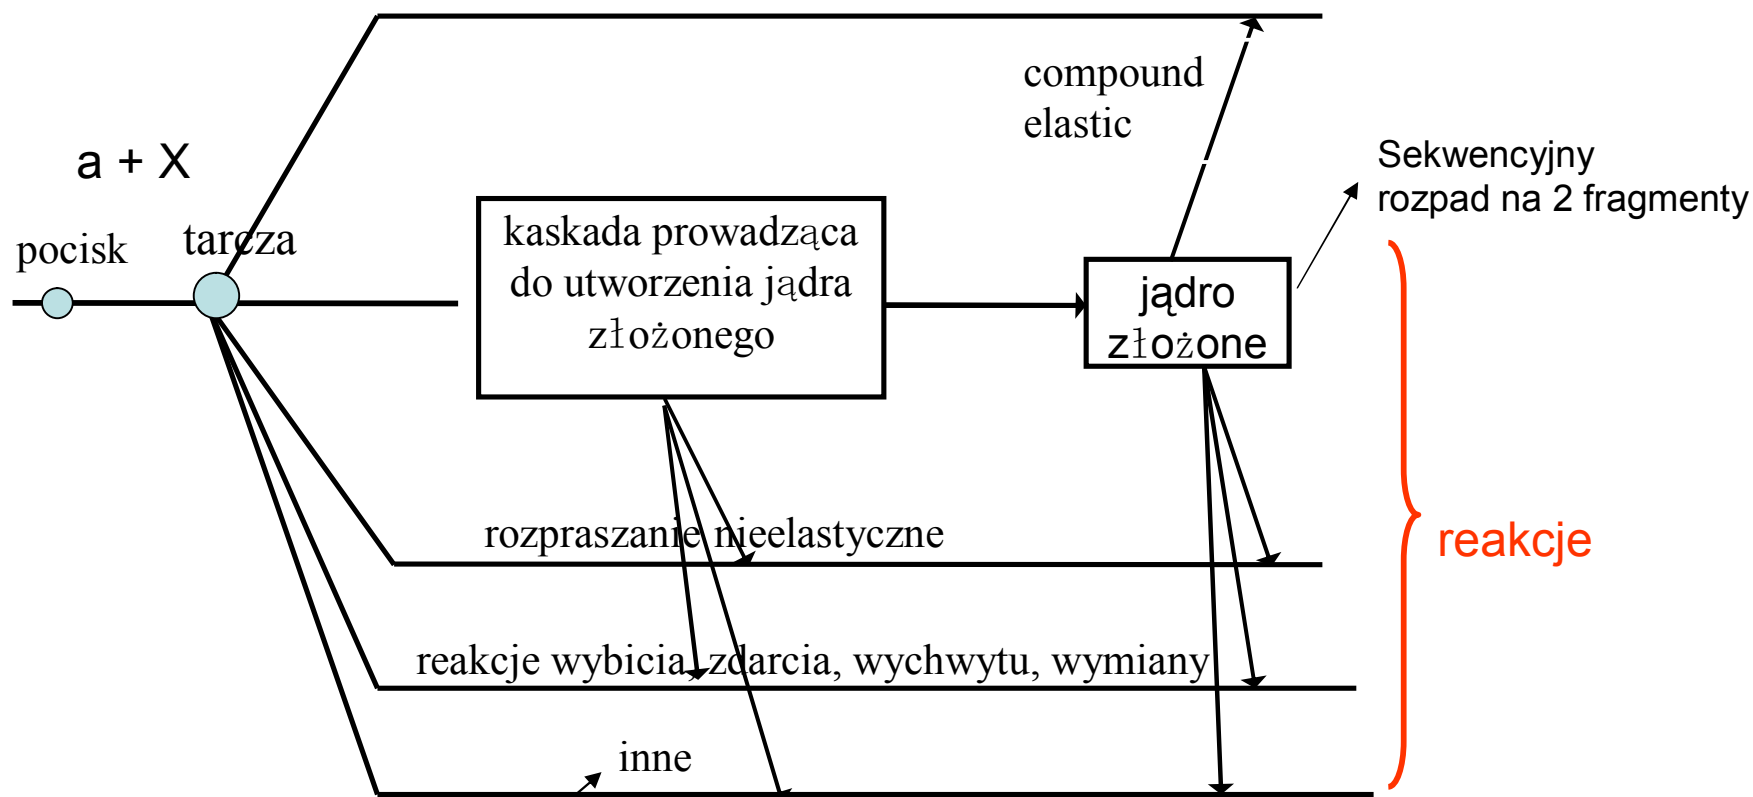 compound
elastic
a + X
Sekwencyjny
rozpad na 2 fragmenty
pocisk
tarcza
kaskada prowadząca
do utworzenia jądra
złożonego
jądro
złożone
rozpraszanie nieelastyczne
reakcje
reakcje wybicia, zdarcia, wychwytu, wymiany
inne